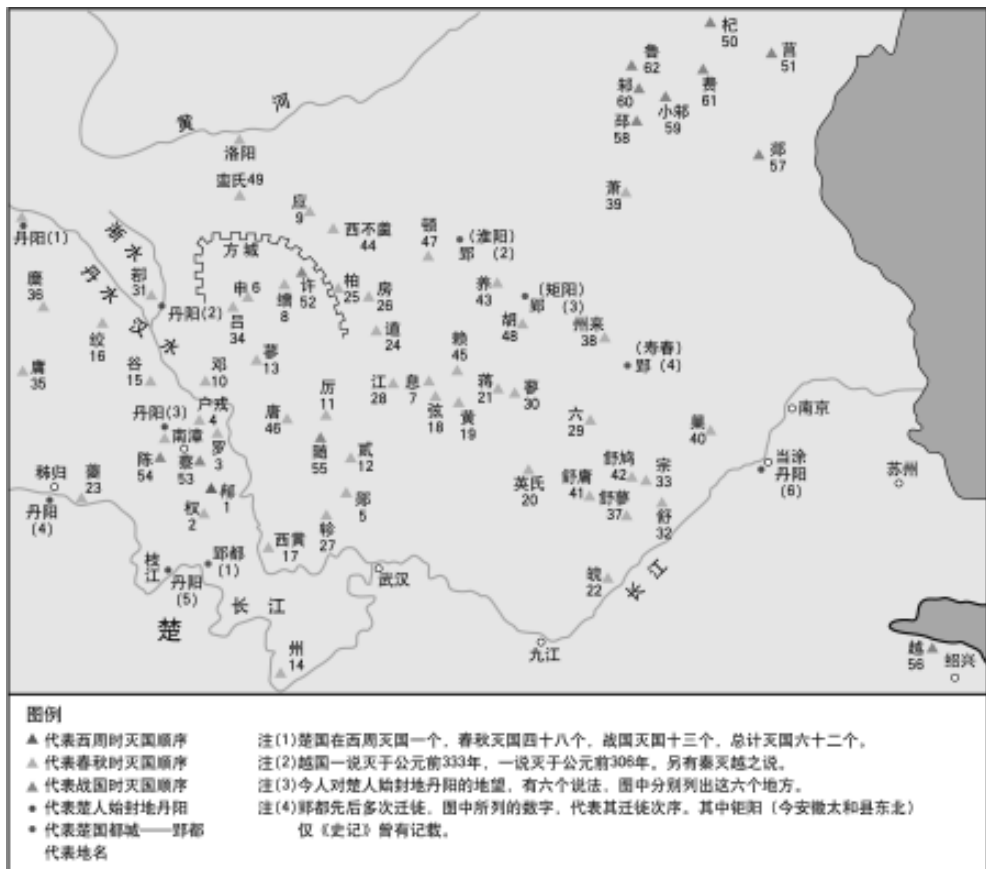 杞
50
鲁
62
莒
51
邾
60
费
61
小邾
59
邳
58
郯
57
黄 河
洛阳
蛮氏49
萧
39
应
9
西不羹
44
顿
47
(淮阳)
郢 (2)
丹阳(1)
淅水
方城
丹水
麇
36
鄀
31
丹阳(2)
申6
缯
8
许
52
柏
25
房
26
养
43
(矩阳)
郢 (3)
汉水
绞
16
吕
34
道
24
胡
48
州来
38
庸
35
谷
15
邓
10
蓼
13
赖
45
(寿春)
郢 (4)
厉
11
江
28
息
7
弦
18
黄
19
蒋
21
蓼
30
丹阳(3)
户戎
4
唐
46
六
29
巢
40
南京
南漳
罗
3
随
55
贰
12
当涂
丹阳
(6)
苏州
秭归
夔
23
陈
54
蔡
53
英氏
20
舒鸠
42
宗
33
舒庸
41
丹阳
(4)
权
2
1
郧
5
舒蓼
37
舒
32
轸
27
西黄
17
枝江
丹阳
(5)
郢都
(1)
武汉
皖
22
长江
楚
长江
州
14
九江
越
56
绍兴
图例
▲ 代表西周时灭国顺序
▲ 代表春秋时灭国顺序
▲ 代表战国时灭国顺序
● 代表楚人始封地丹阳
● 代表楚国都城——郢都
代表地名
注(1)楚国在西周灭国一个，春秋灭国四十八个，战国灭国十三个，总计灭国六十二个。
注(2)越国一说灭于公元前333年，一说灭于公元前306年。另有秦灭越之说。
注(3)今人对楚人始封地丹阳的地望，有六个说法，图中分别列出这六个地方。
注(4)郢都先后多次迁徙，图中所列的数字，代表其迁徙次序。其中钜阳（今安徽太和县东北）
仅《史记》曾有记载。